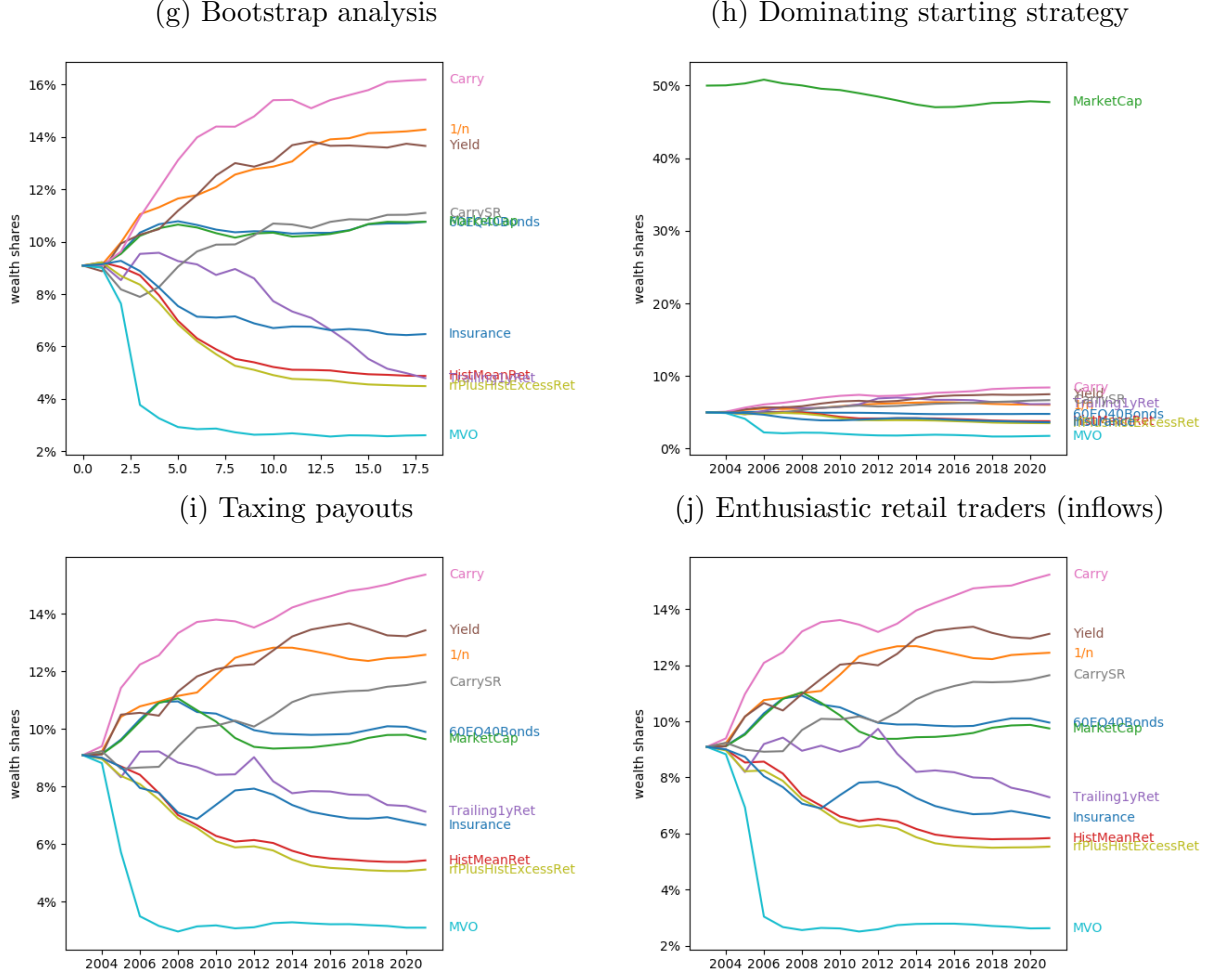 (g) Bootstrap analysis
16%
14%
12%
10%
8%
6%
4%
2%
wealth shares
0.0 2.5 5.0 7.5 10.0 12.5 15.0 17.5
Carry
1/n
Yield
CarrySR
60EQ40Bonds
Insurance
HistMeanRet
Trailing1yRet
rfPlusHistExcessRet
MVO
(h) Dominating starting strategy
50%
40%
30%
20%
10%
0%
wealth shares
2004 2006 2008 2010 2012 2014 2016 2018 2020
MarketCap
Carry
Yield
CarrySR
Trailing1yRet
60EQ40Bonds
Insurance
MVO
(i) Taxing payouts
14%
12%
10%
8%
6%
4%
wealth shares
2004 2006 2008 2010 2012 2014 2016 2018 2020
Carry
Yield
1/n
CarrySR
60EQ40Bonds
MarketCap
Trailing1yRet
Insurance
HistMeanRet
rfPlusHistExcessRet
MVO
(j) Enthusiastic retail traders (inflows)
14%
12%
10%
8%
6%
4%
2%
wealth shares
2004 2006 2008 2010 2012 2014 2016 2018 2020
Carry
Yield
1/n
CarrySR
60EQ40Bonds
MarketCap
Trailing1yRet
Insurance
HistMeanRet
rfPlusHistExcessRet
MVO